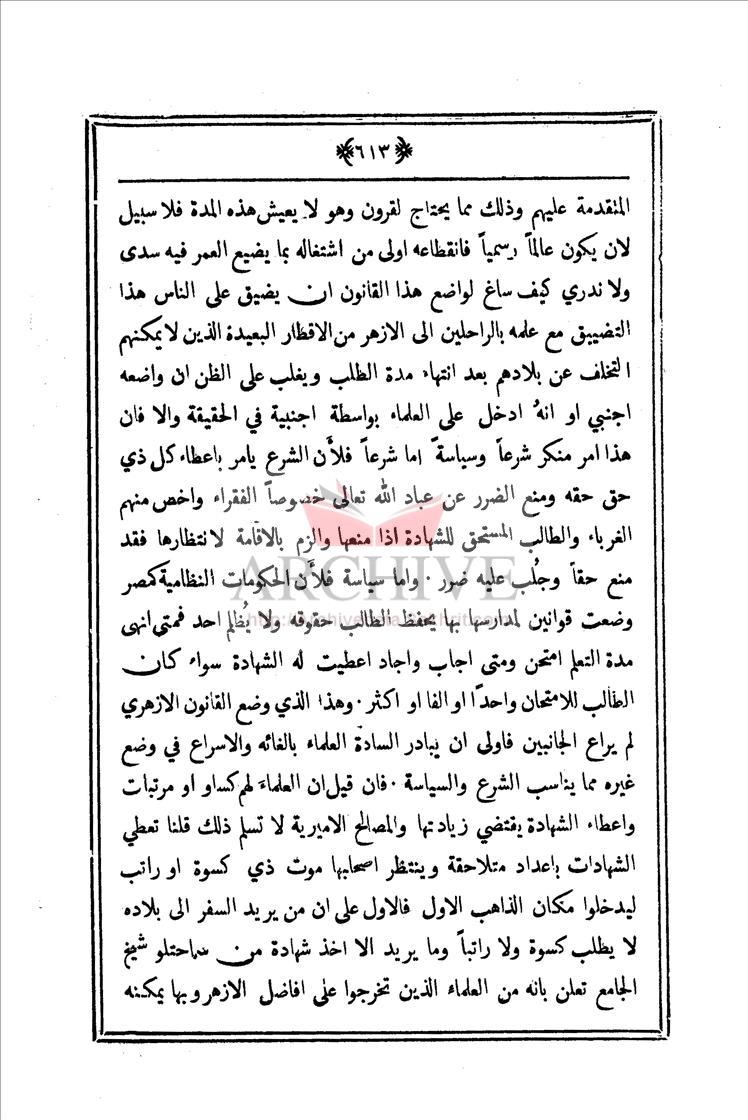 ﴿٦١٣﴾
المتقدمة عليهم وذلك مما يحتاج لقرون وهو لا يعيش هذه المدة فلا سبيل
لان يكون عالماً رسمياً فانقطاعه اولى من اشتغاله بما يضيع العمر فيه سدى
ولا ندري كيف ساغ لواضع هذا القانون ان يضيق على الناس هذا
التضييق مع علمه بالراحلين الى الازهر من الاقطار البعيدة الذين لا يمكنهم
التخلف عن بلادهم بعد انتهاء مدة الطلب ويغلب على الظن ان واضعه
اجنبي او انهُ ادخل على العلماء بواسطة اجنبية في الحقيقة والا فان
هذا امر منكر شرعاً وسياسةً اما شرعاً فلأن الشرع يامر باعطاء كل ذي
حق حقه ومنع الضرر عن عباد الله تعالى خصوصاً الفقراء واخص منهم
الغرباء والطالب المستحق للشهادة اذا منعها والزم بالاقامة لانتظارها فقد
منع حقاً وجُلب عليه ضرر · واما سياسة فلأن الحكومات النظامية كمصر
وضعت قوانين لمدارسها بها يحفظ الطالب حقوقه ولا يُظلم احد فمتى انهى
مدة التعلم امتحن ومتى اجاب واجاد اعطيت له الشهادة سواء كان
الطالب للامتحان واحدًا او الفا او اكثر · وهذا الذي وضع القانون الازهري
لم يراع الجانبين فاولى ان يبادر السادة العلماء بالغائه والاسراع في وضع
غيره مما يناسب الشرع والسياسة · فان قيل ان العلماء لهم كساو او مرتبات
واعطاء الشهادة يقتضي زيادتها والمصالح الاميرية لا تسلم ذلك قلنا تعطي
الشهادات باعداد متلاحقة وينتظر اصحابها موت ذي كسوة او راتب
ليدخلوا مكان الذاهب الاول فالاول على ان من يريد السفر الى بلاده
لا يطلب كسوة ولا راتباً وما يريد الا اخذ شهادة من سماحتلو شيخ
الجامع تعلن بانه من العلماء الذين تخرجوا على افاضل الازهر وبها يمكنه
ARCHIVE